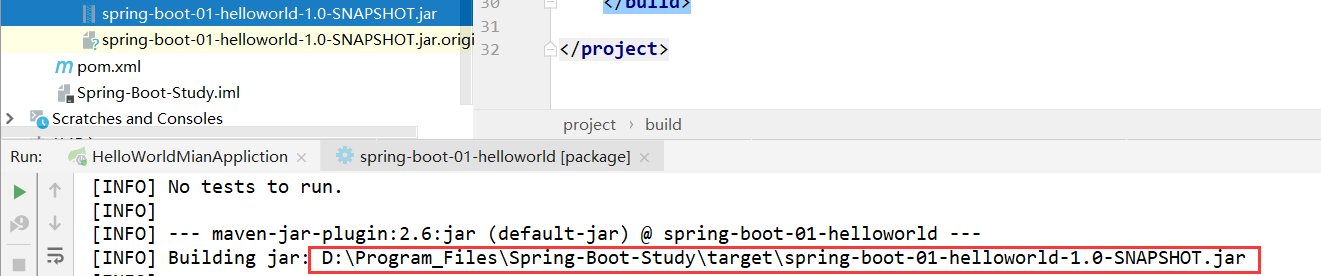 spring-boot-01-helloworld-1.0-SNAPSHOT.jar
spring-boot-01-helloworld-1.0-SNAPSHOT.jar.origi
pom.xml
Spring-Boot-Study.iml
Scratches and Consoles
30 </build>
31
32 </project>
project › build
Run: HelloWorldMianAppliction × spring-boot-01-helloworld [package] ×
[INFO] No tests to run.
[INFO]
[INFO] --- maven-jar-plugin:2.6:jar (default-jar) @ spring-boot-01-helloworld ---
[INFO] Building jar: D:\Program_Files\Spring-Boot-Study\target\spring-boot-01-helloworld-1.0-SNAPSHOT.jar